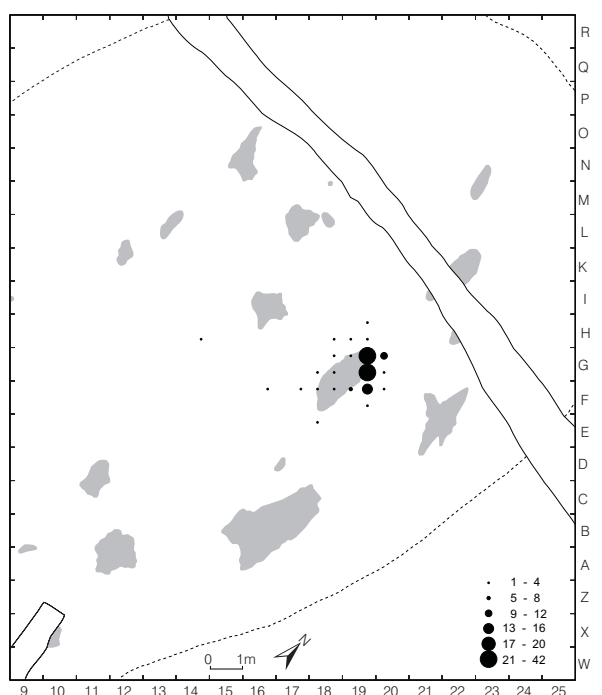 R
Q
P
O
N
M
L
K
I
H
G
F
E
D
C
B
A
Z
X
W
1 - 4
5 - 8
9 - 12
13 - 16
17 - 20
21 - 42
0 1m
N
9 10 11 12 13 14 15 16 17 18 19 20 21 22 23 24 25